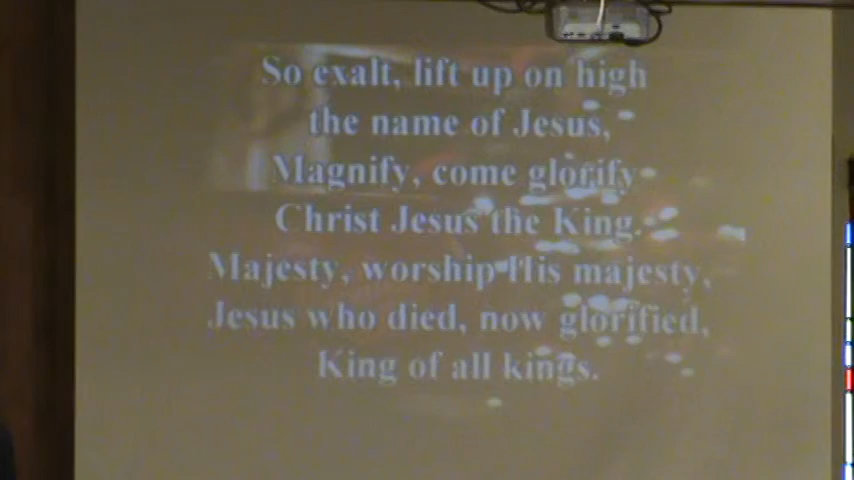 So exalt, lift up on high
the name of Jesus,
Magnify, come glorify
Christ Jesus the King.
Majesty, worship His majesty,
Jesus who died, now glorified,
King of all kings.